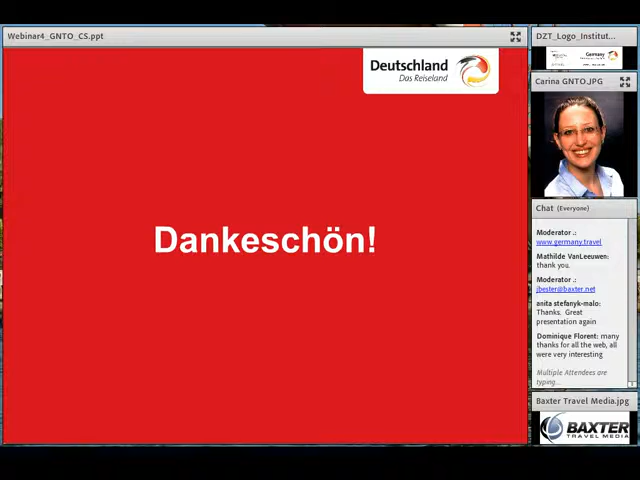 Webinar4_GNTO_CS.ppt
Deutschland
Das Reiseland
Dankeschön!
DZT_Logo_Institut...
Germany
Carina GNTO.JPG
Chat (Everyone)
Moderator .:
www.germany.travel
Mathilde VanLeeuwen:
thank you.
Moderator .:
jbester@baxter.net
anita stefanyk-malo:
Thanks. Great
presentation again
Dominique Florent: many
thanks for all the web, all
were very interesting
Multiple Attendees are
typing...
Baxter Travel Media.jpg
BAXTER
TRAVEL MEDIA